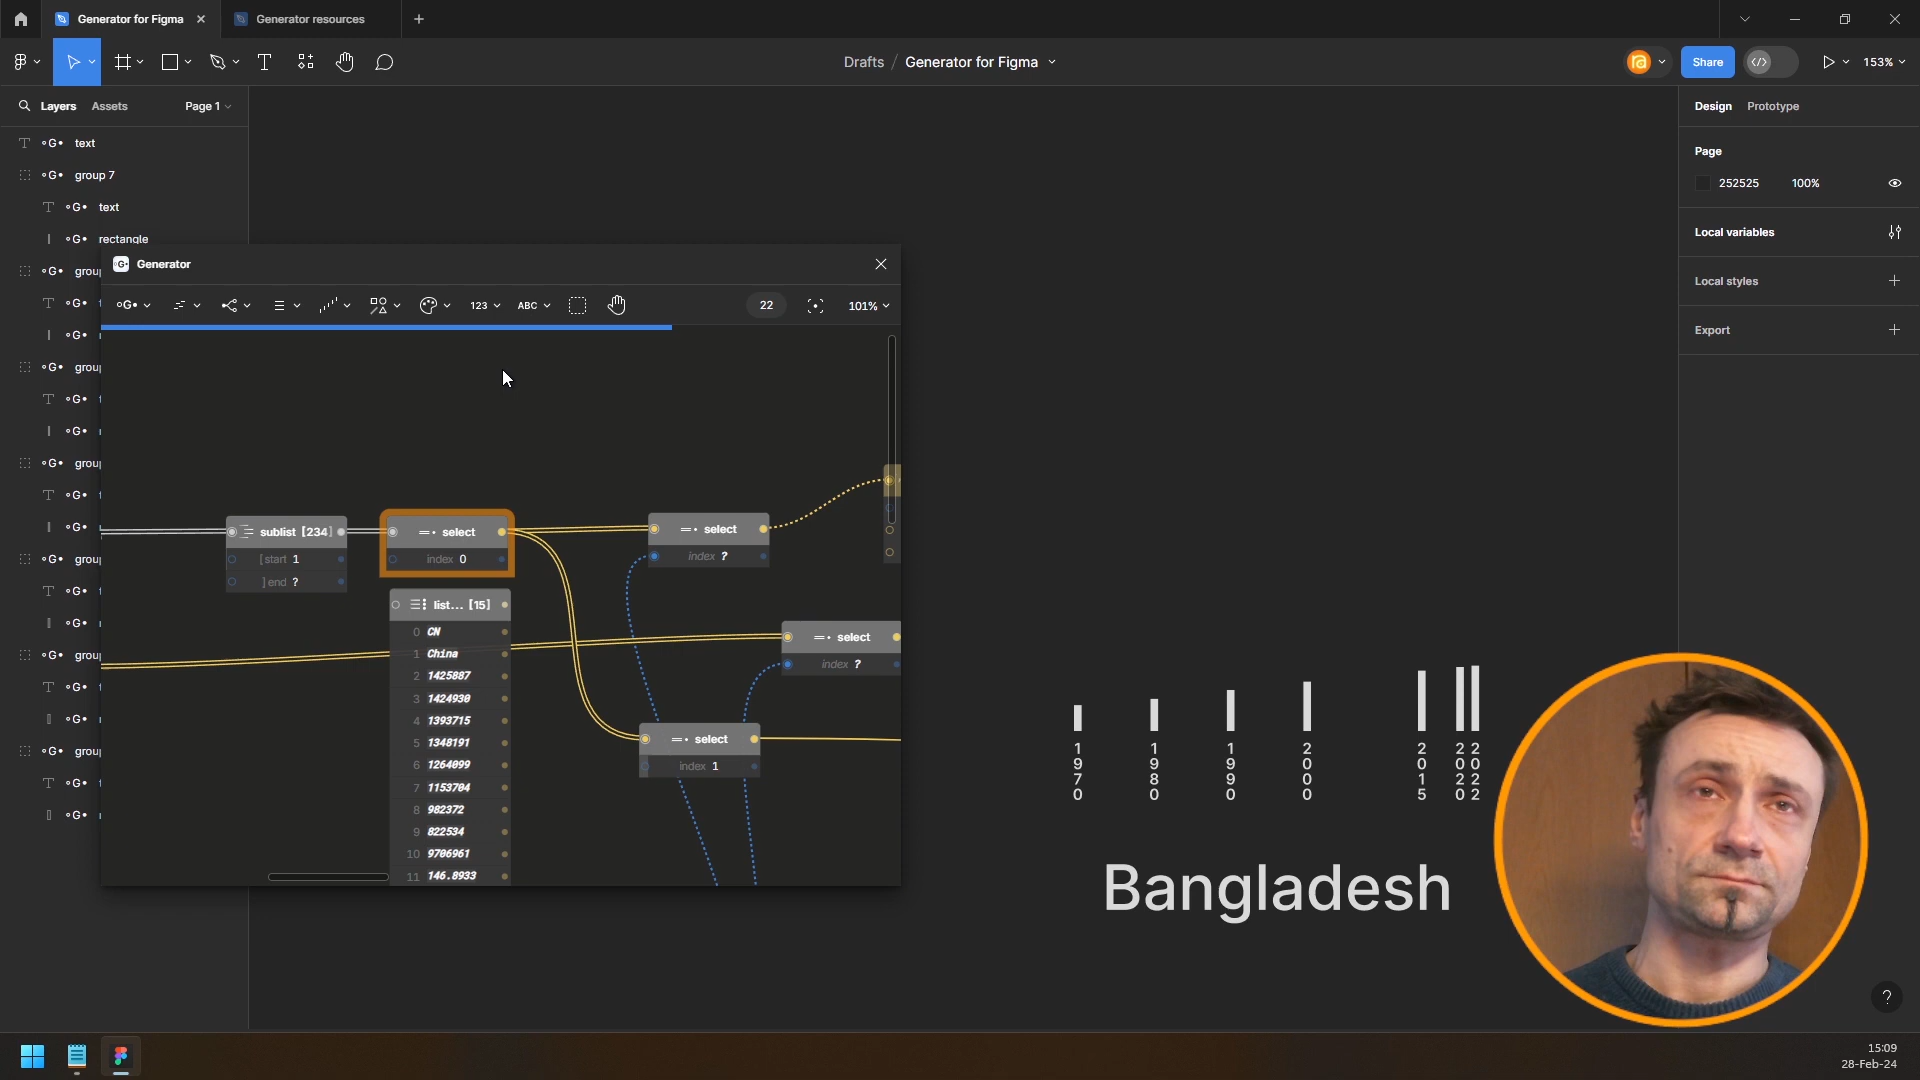 Generator for Figma
Generator resources
Drafts / Generator for Figma
Share
153%
Layers
Assets
Page 1
Design
Prototype
text
group 7
text
rectangle
Page
252525
100%
Local variables
Local styles
Export
G Generator
G
123
ABC
22
101%
sublist [234]
[ start 1
] end ?
select
index 0
select
index ?
list... [15]
0 CN
1 China
2 1425887
3 1424930
4 1393715
5 1348191
6 1264099
7 1153704
8 982372
9 822534
10 9706961
11 146.8933
select
index ?
select
index 1
1970
1980
1990
2000
2015
2020
2022
Bangladesh
?
15:09
28-Feb-24